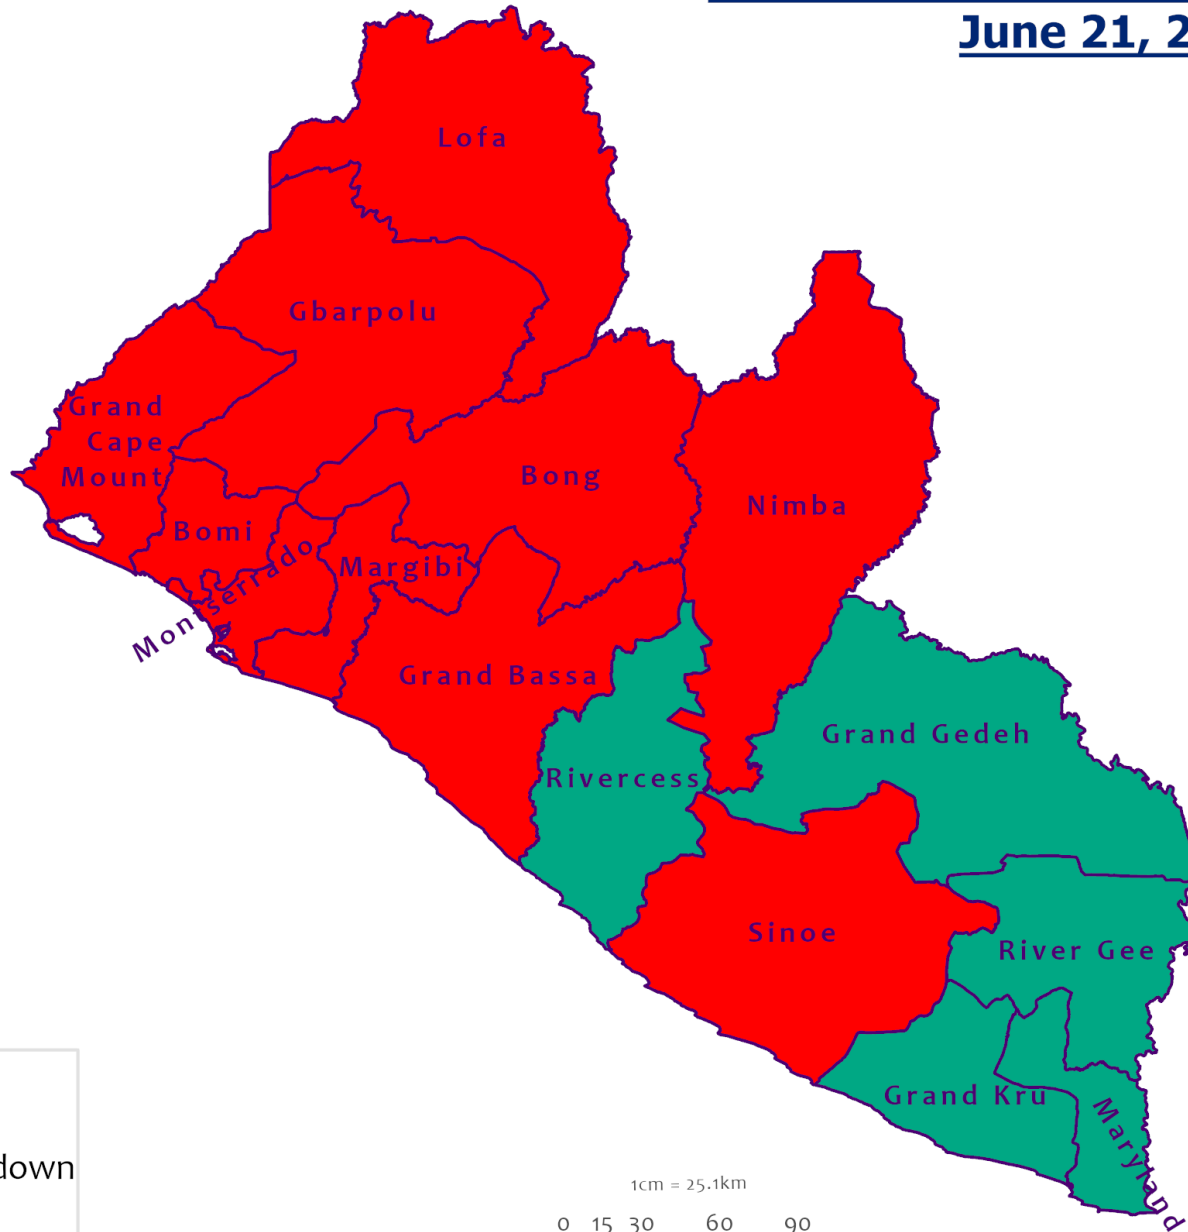 June 21, 2
Lofa
Gbarpolu
Grand
Cape
Mount
Bong
Nimba
Bomi
Montserrado
Margibi
Grand Bassa
Grand Gedeh
Rivercess
Sinoe
River Gee
Grand Kru
Maryland
down
1cm = 25.1km
0 15 30 60 90